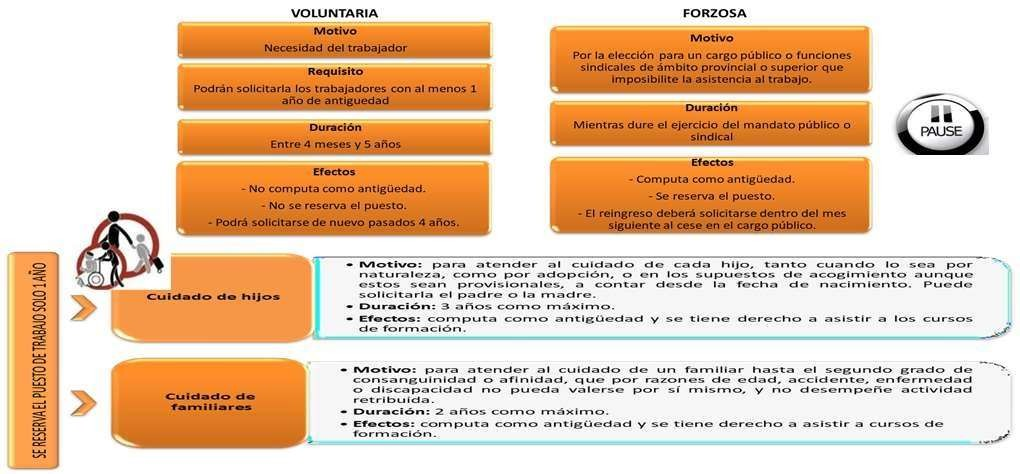 VOLUNTARIA
Motivo
Necesidad del trabajador
Requisito
Podrán solicitarla los trabajadores con al menos 1
año de antiguedad
Duración
Entre 4 meses y 5 años
Efectos
- No computa como antigüedad.
- No se reserva el puesto.
- Podrá solicitarse de nuevo pasados 4 años.
FORZOSA
Motivo
Por la elección para un cargo público o funciones
sindicales de ámbito provincial o superior que
imposibilite la asistencia al trabajo.
Duración
Mientras dure el ejercicio del mandato público o
sindical
Efectos
- Computa como antigüedad.
- Se reserva el puesto.
- El reingreso deberá solicitarse dentro del mes
siguiente al cese en el cargo público.
PAUSE
SE RESERVA EL PUESTO DE TRABAJO SOLO 1 AÑO
Cuidado de hijos
• Motivo: para atender al cuidado de cada hijo, tanto cuando lo sea por
naturaleza, como por adopción, o en los supuestos de acogimiento aunque
estos sean provisionales, a contar desde la fecha de nacimiento. Puede
solicitarla el padre o la madre.
• Duración: 3 años como máximo.
• Efectos: computa como antigüedad y se tiene derecho a asistir a los cursos
de formación.
Cuidado de
familiares
• Motivo: para atender al cuidado de un familiar hasta el segundo grado de
consanguinidad o afinidad, que por razones de edad, accidente, enfermedad
o discapacidad no pueda valerse por sí mismo, y no desempeñe actividad
retribuida.
• Duración: 2 años como máximo.
• Efectos: computa como antigüedad y se tiene derecho a asistir a cursos de
formación.